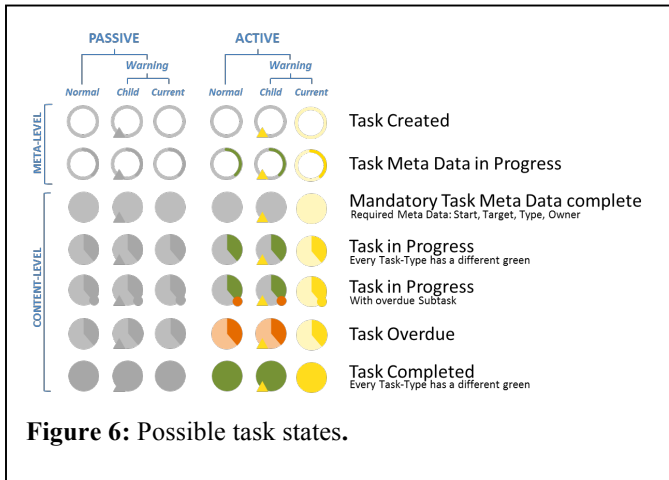 PASSIVE ACTIVE
Warning Warning
Normal Child Current Normal Child Current
META-LEVEL
Task Created
Task Meta Data in Progress
CONTENT-LEVEL
Mandatory Task Meta Data complete
Required Meta Data: Start, Target, Type, Owner
Task in Progress
Every Task-Type has a different green
Task in Progress
With overdue Subtask
Task Overdue
Task Completed
Every Task-Type has a different green
Figure 6: Possible task states.